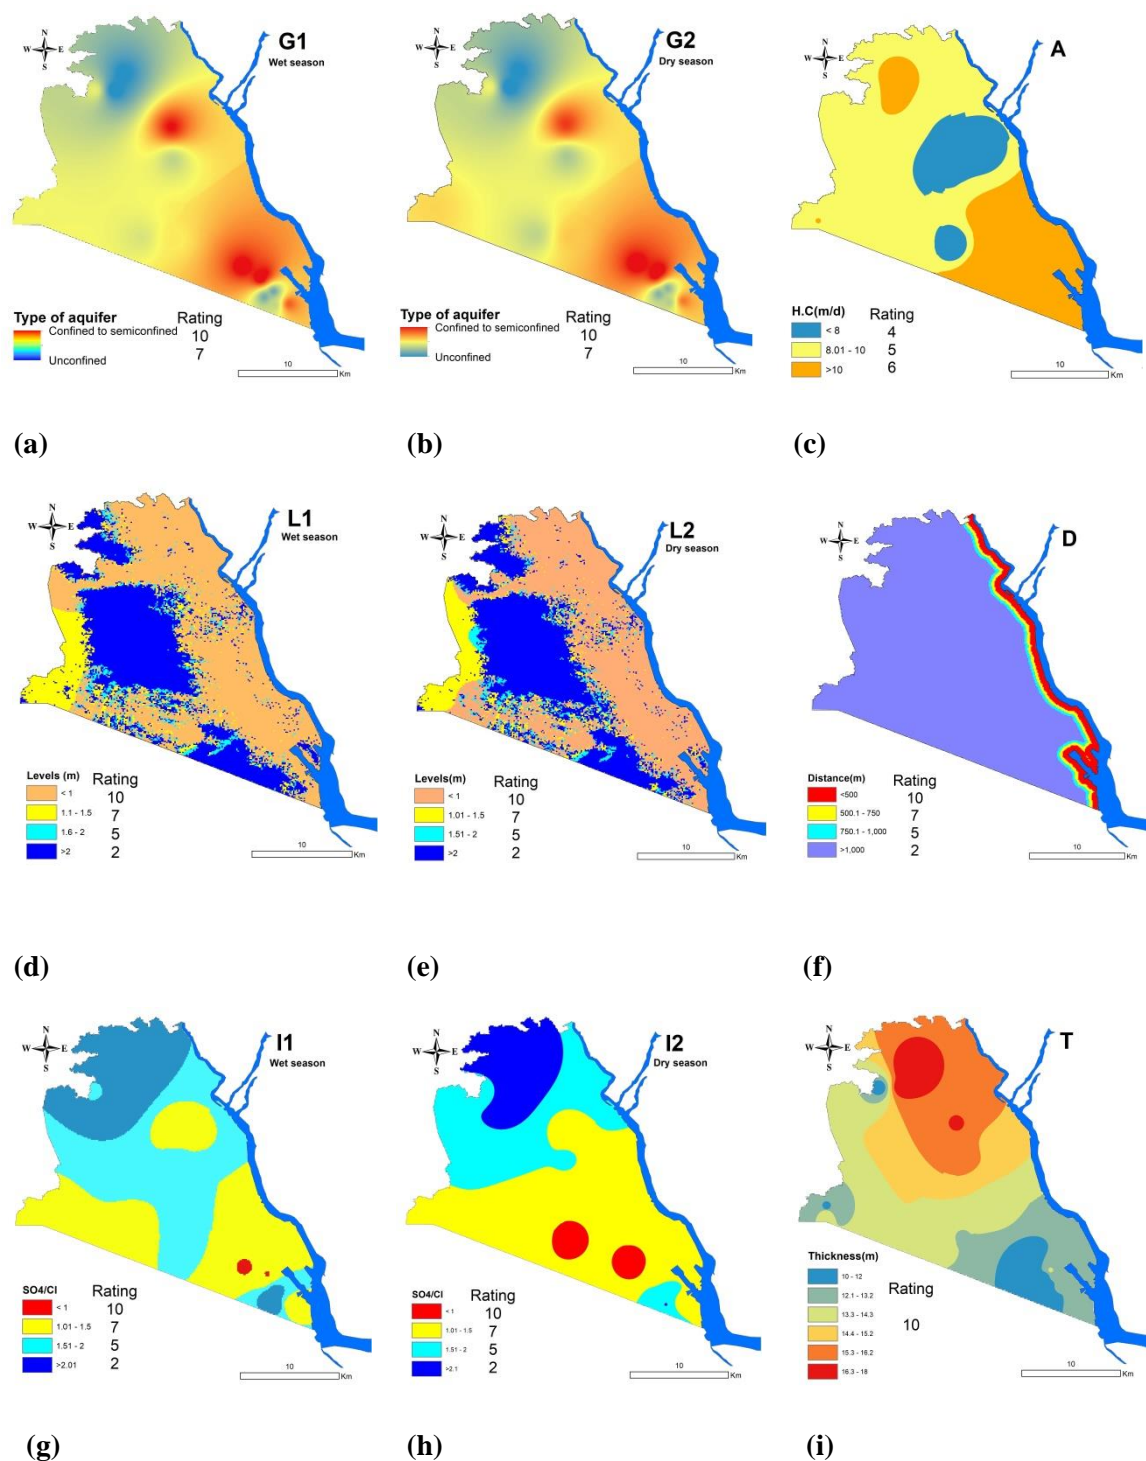 N
W E
S
G1
Wet season
Type of aquifer Rating
Confined to semiconfined
10
Unconfined 7
10
Km
(a)
N
W E
S
G2
Dry season
Type of aquifer Rating
Confined to semiconfined
10
Unconfined 7
10
Km
(b)
N
W E
S
A
H.C(m/d) Rating
< 8 4
8.01 - 10 5
>10 6
10
Km
(c)
N
W E
S
L1
Wet season
Levels (m) Rating
< 1 10
1.1 - 1.5 7
1.6 - 2 5
>2 2
10
Km
(d)
N
W E
S
L2
Dry season
Levels(m) Rating
< 1 10
1.01 - 1.5 7
1.51 - 2 5
>2 2
10
Km
(e)
N
W E
S
D
Distance(m) Rating
<500 10
500.1 - 750 7
750.1 - 1,000 5
>1,000 2
10
Km
(f)
N
W E
S
I1
Wet season
SO4/Cl Rating
< 1 10
1.01 - 1.5 7
1.51 - 2 5
>2.01 2
10
Km
(g)
N
W E
S
I2
Dry season
SO4/Cl Rating
< 1 10
1.01 - 1.5 7
1.51 - 2 5
>2.1 2
10
Km
(h)
N
W E
S
T
Thickness(m)
10 - 12 Rating
12.1 - 13.2
13.3 - 14.3 10
14.4 - 15.2
15.3 - 16.2
16.3 - 18
10
Km
(i)